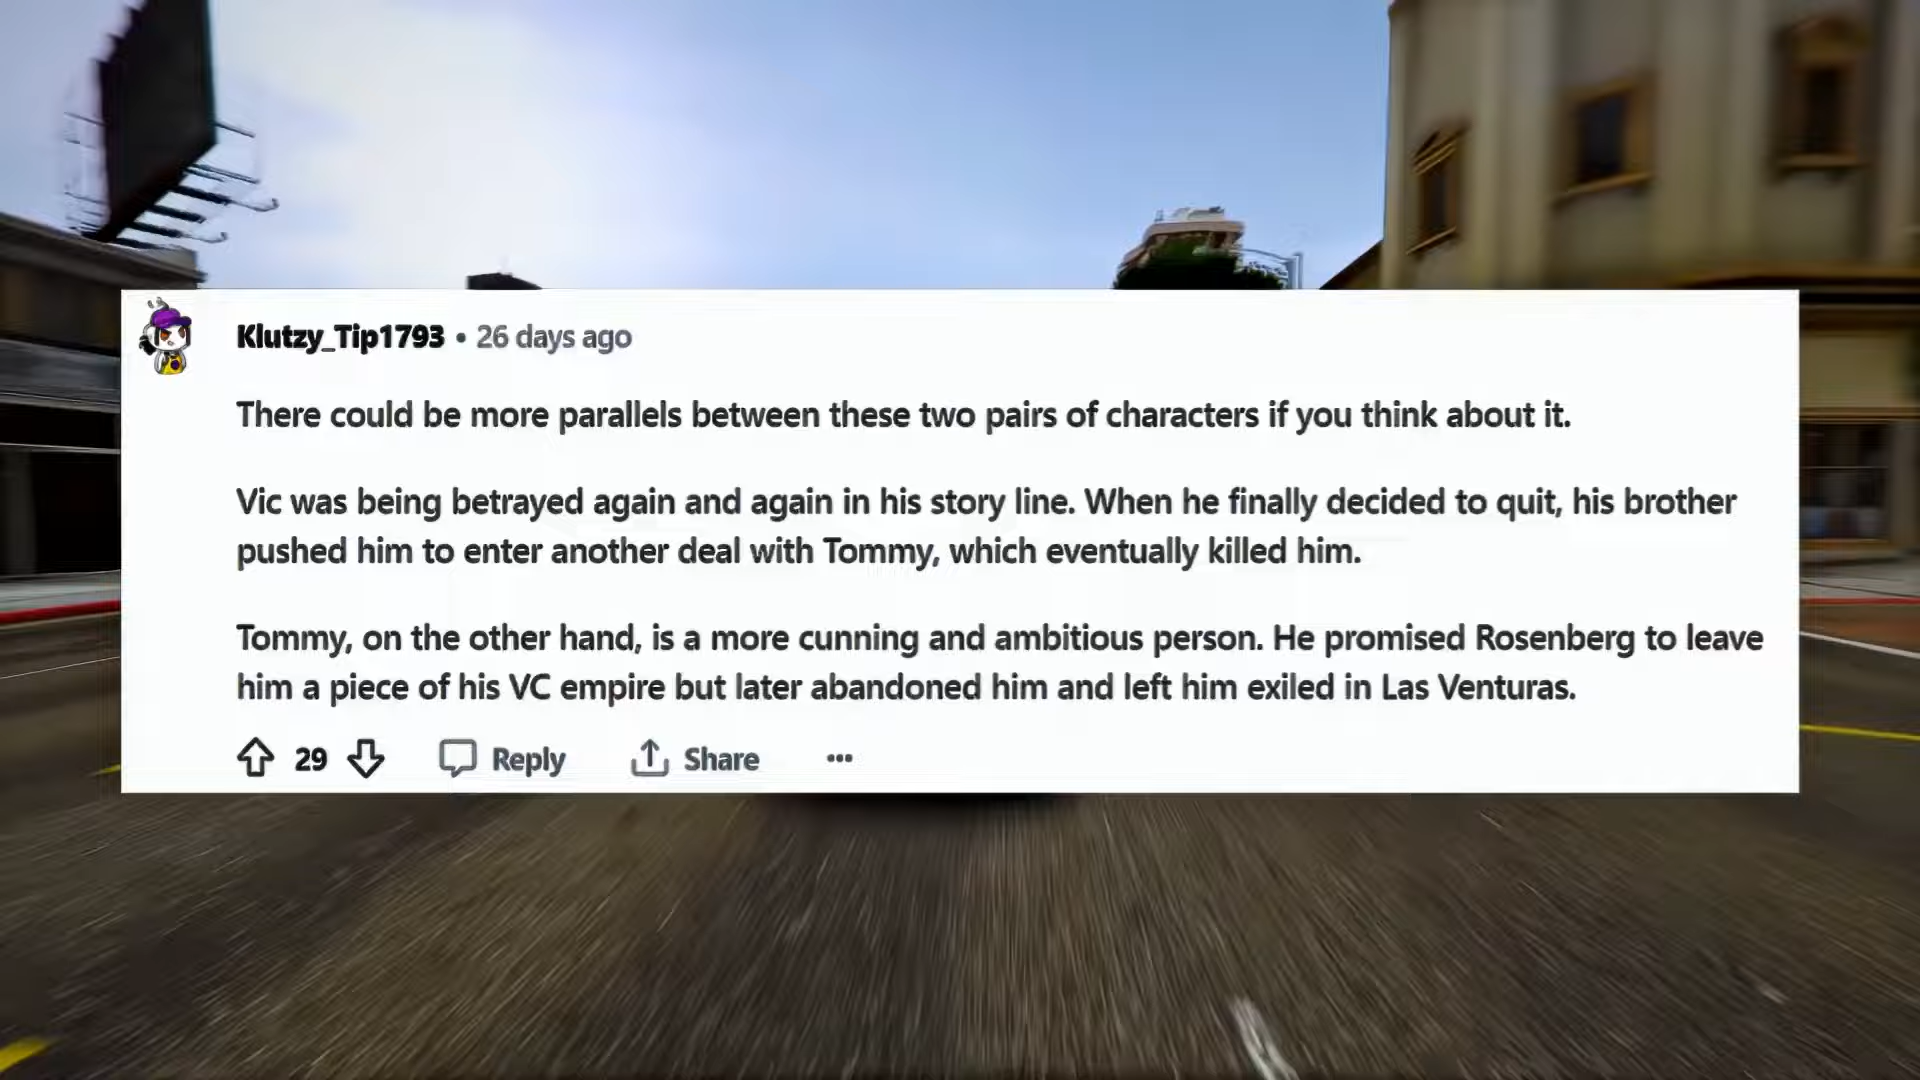 Klutzy_Tip1793 • 26 days ago
There could be more parallels between these two pairs of characters if you think about it.
Vic was being betrayed again and again in his story line. When he finally decided to quit, his brother
pushed him to enter another deal with Tommy, which eventually killed him.
Tommy, on the other hand, is a more cunning and ambitious person. He promised Rosenberg to leave
him a piece of his VC empire but later abandoned him and left him exiled in Las Venturas.
29 Reply Share ...